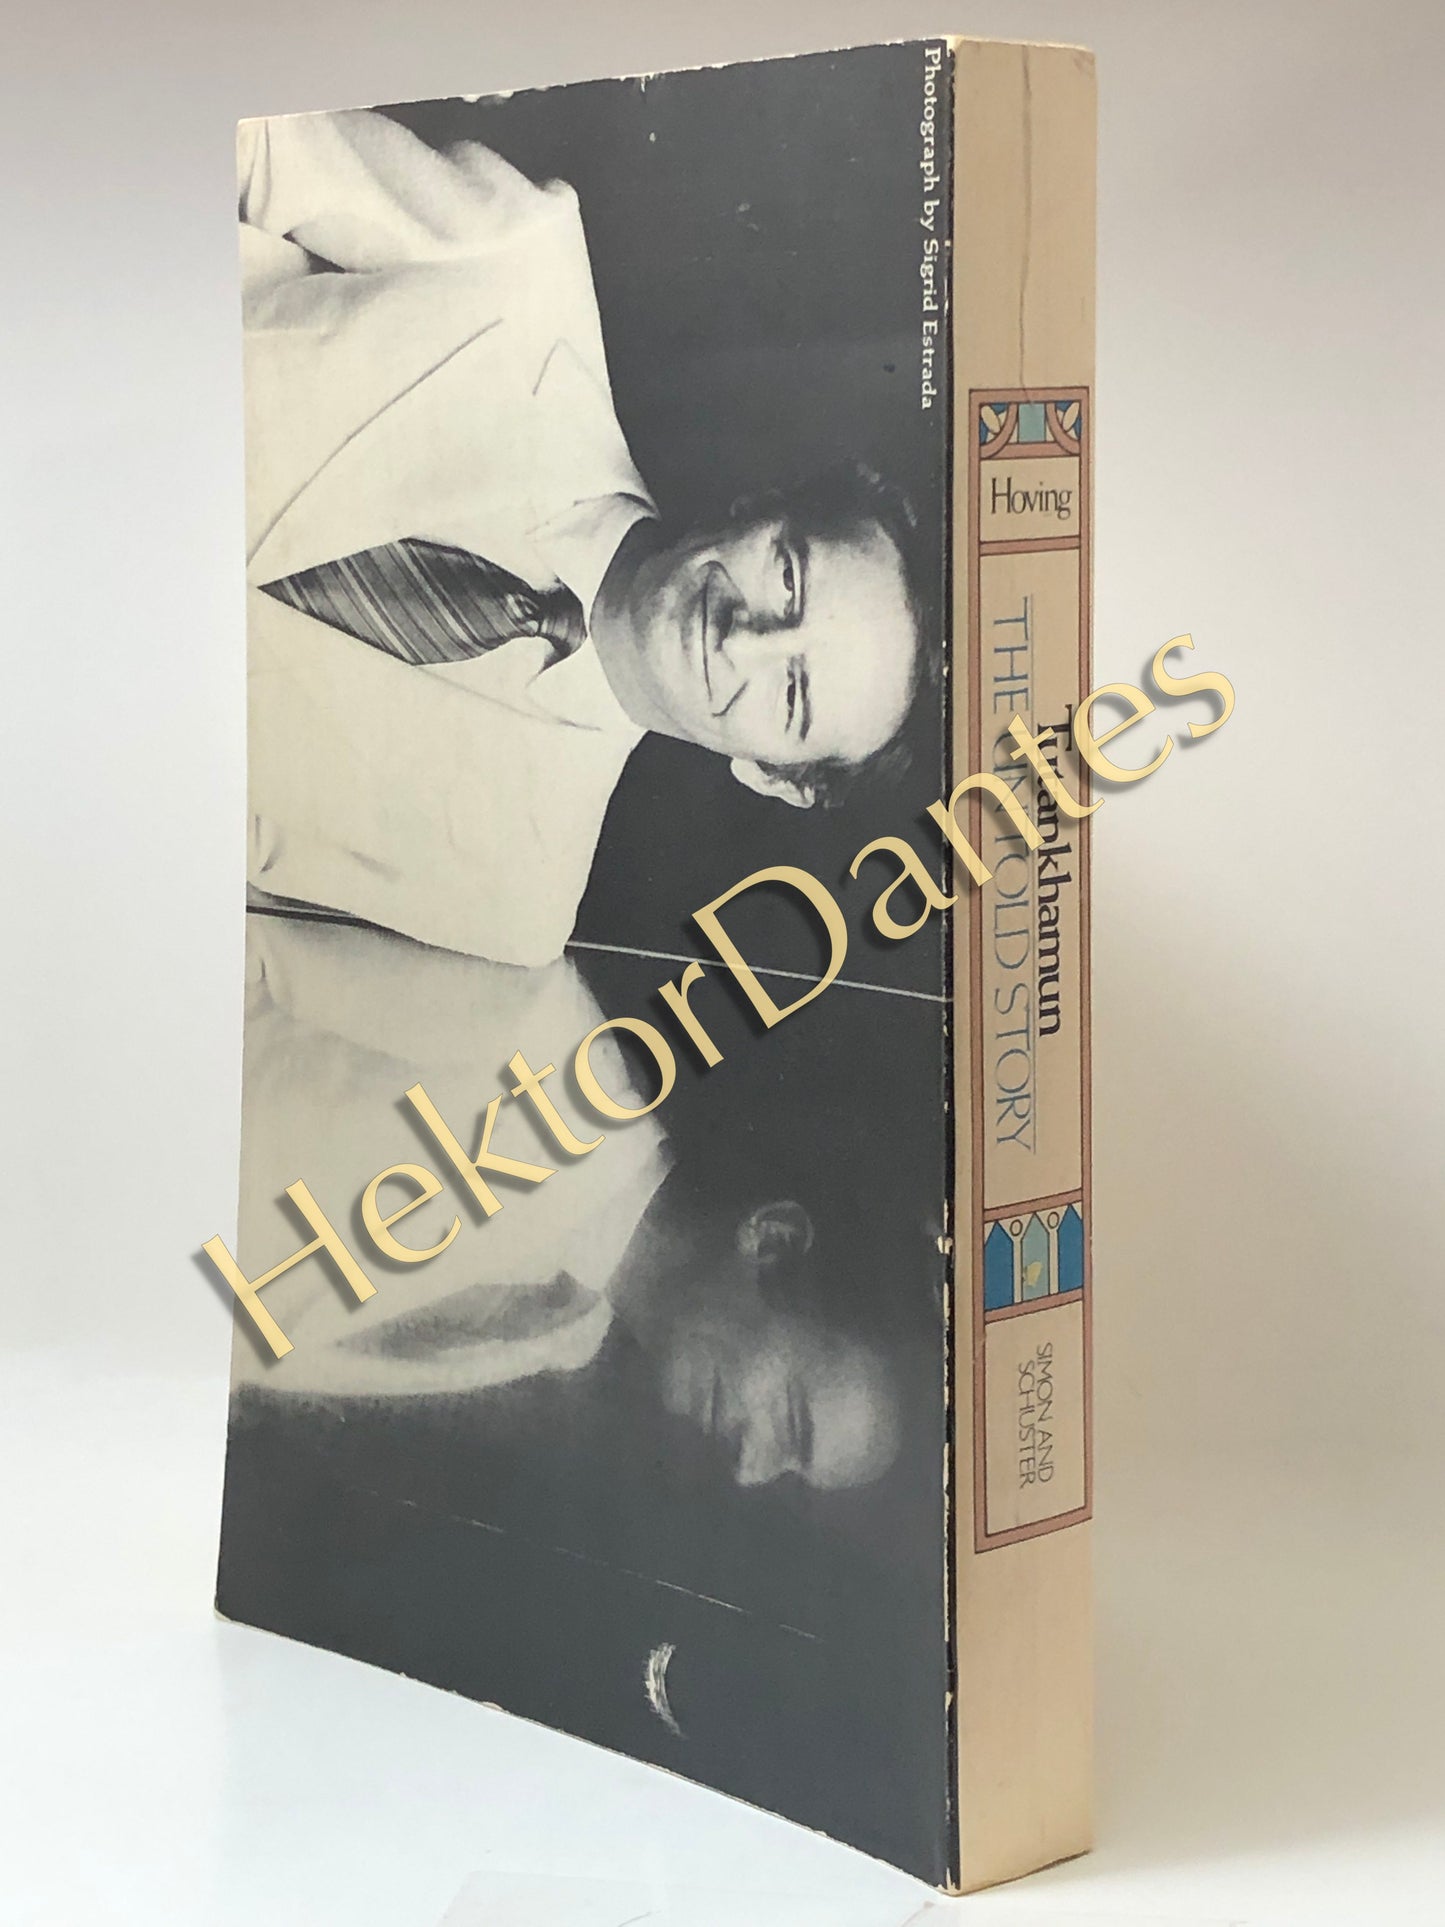 Photograph by Sigrid Estrada
Hoving
Tutankhamun
THE UNTOLD STORY
SIMON AND
SCHUSTER
HektorDantes